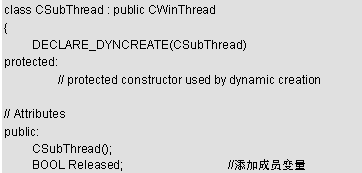 class CSubThread : public CWinThread
{
DECLARE_DYNCREATE(CSubThread)
protected:
// protected constructor used by dynamic creation
// Attributes
public:
CSubThread();
BOOL Released; //添加成员变量